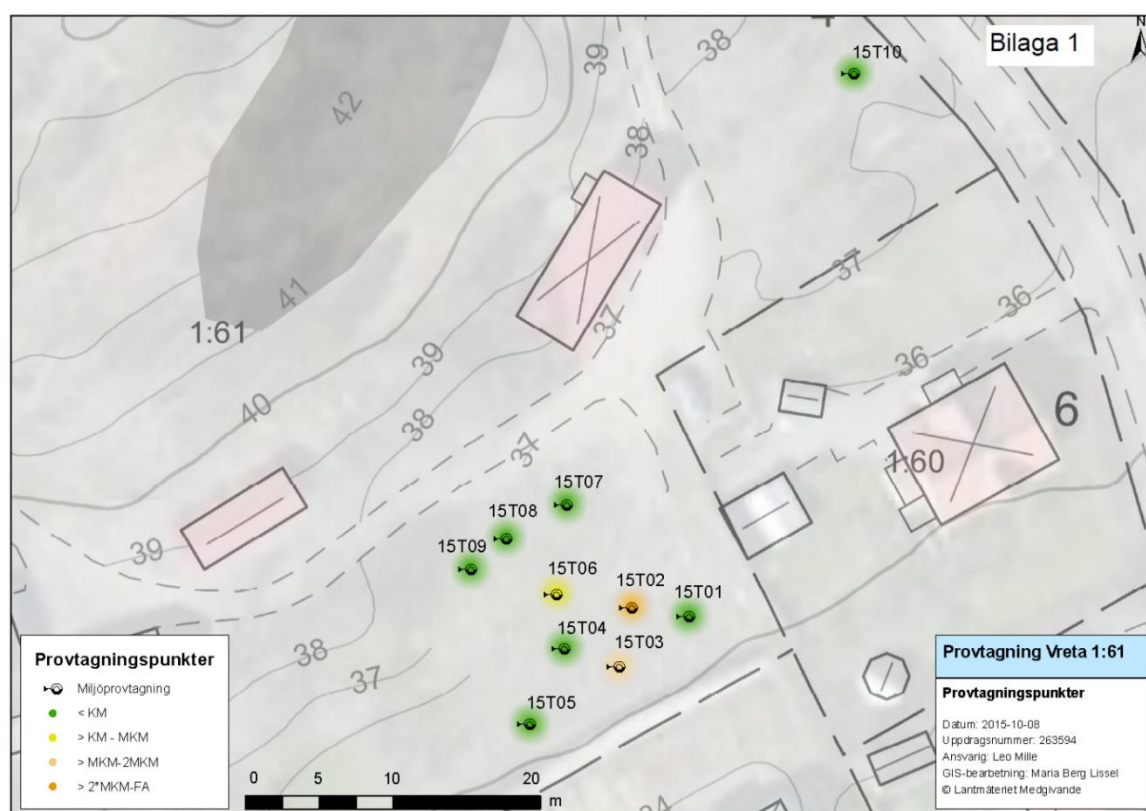 Bilaga 1
N
15T10
38
39
38
42
37
41
1:61
37
36
39
36
40
38
6
37
1:60
15T07
15T08
39
15T09
15T06
15T02
15T01
15T04
15T03
38
37
15T05
34
Provtagningspunkter
Miljöprovtagning
< KM
> KM - MKM
> MKM-2MKM
> 2*MKM-FA
0 5 10 20
m
Provtagning Vreta 1:61
Provtagningspunkter
Datum: 2015-10-08
Uppdragsnummer: 263594
Ansvarig: Leo Mille
GIS-bearbetning: Maria Berg Lissel
© Lantmäteriet Medgivande